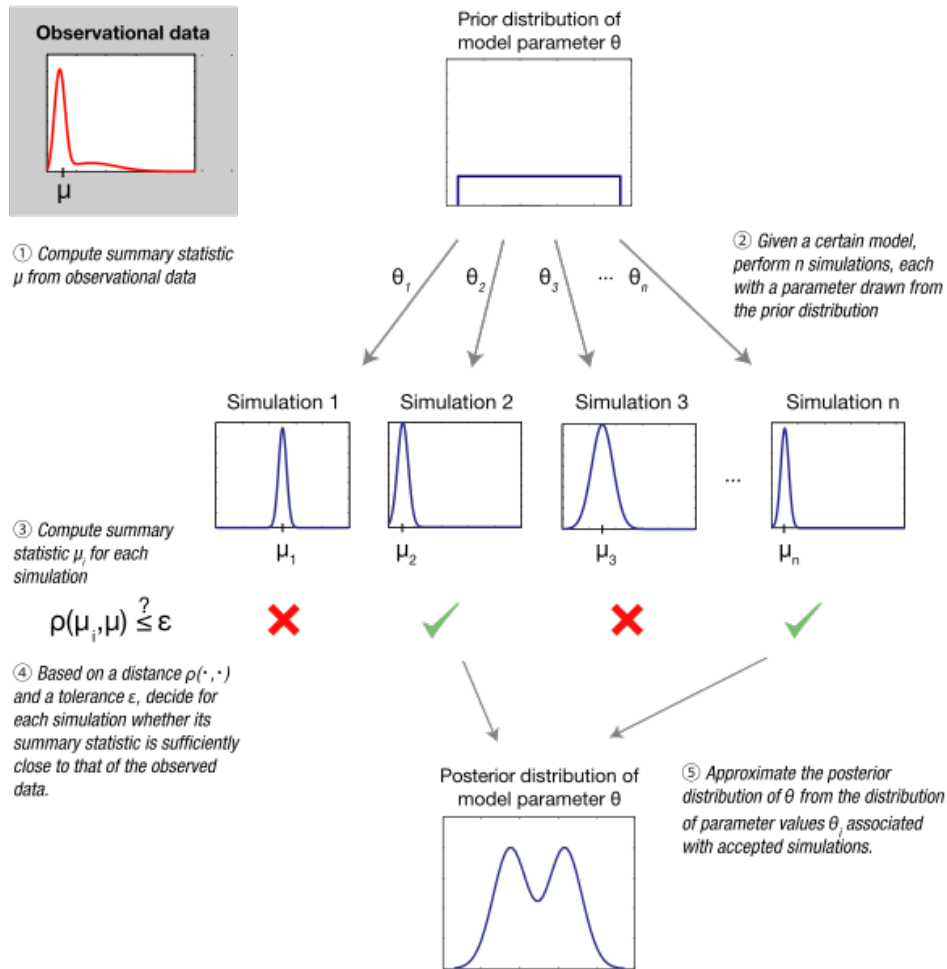 Observational data
μ
① Compute summary statistic
μ from observational data
Prior distribution of
model parameter θ
θ₁ θ₂ θ₃ ... θₙ
② Given a certain model,
perform n simulations, each
with a parameter drawn from
the prior distribution
Simulation 1 Simulation 2 Simulation 3 Simulation n
...
μ₁ μ₂ μ₃ μₙ
③ Compute summary
statistic μᵢ for each
simulation
?
ρ(μᵢ,μ) ≤ ε
④ Based on a distance ρ(·,·)
and a tolerance ε, decide for
each simulation whether its
summary statistic is sufficiently
close to that of the observed
data.
Posterior distribution of
model parameter θ
⑤ Approximate the posterior
distribution of θ from the distribution
of parameter values θᵢ associated
with accepted simulations.